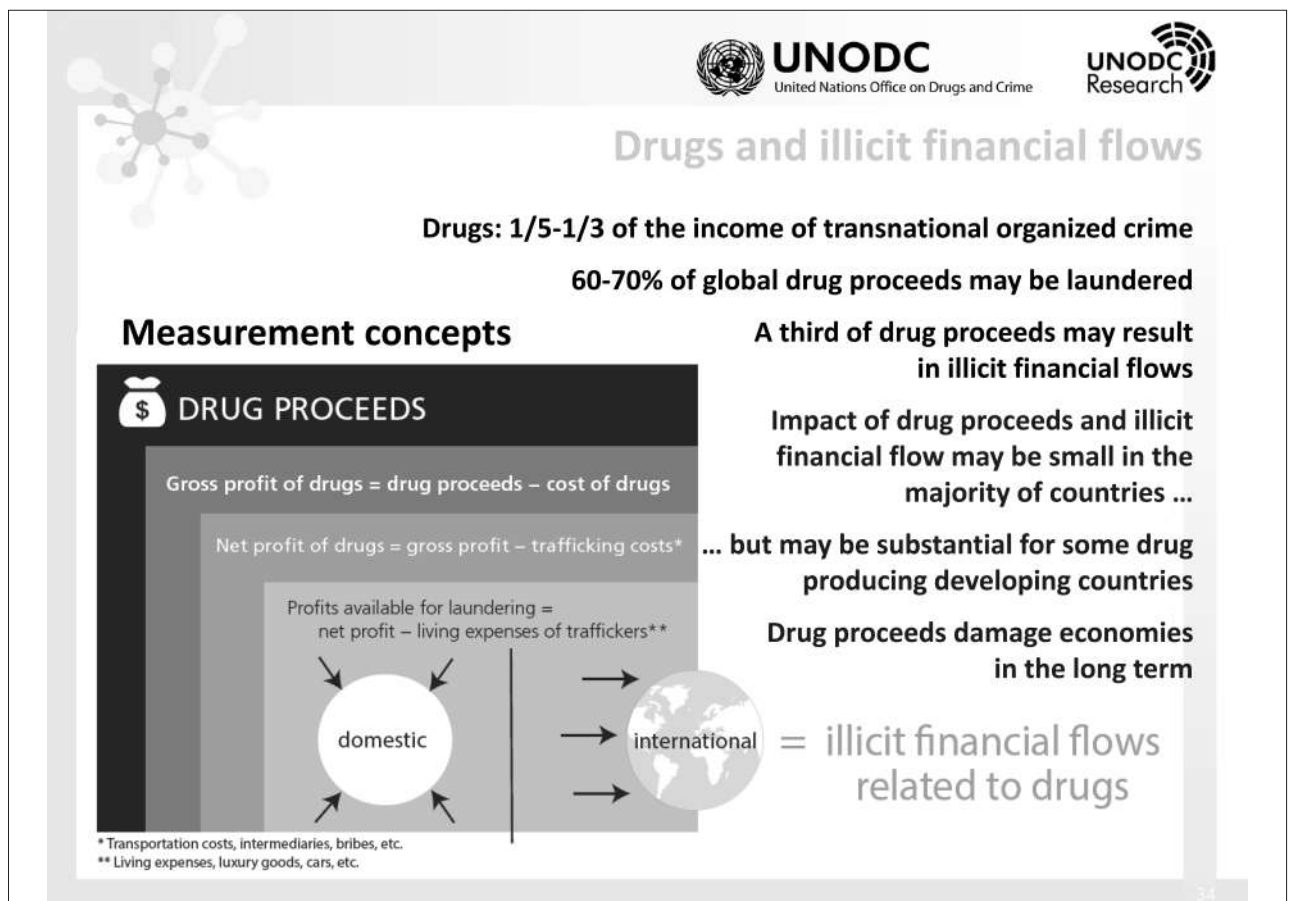 UNODC
United Nations Office on Drugs and Crime
UNODC
Research
Drugs and illicit financial flows
Drugs: 1/5-1/3 of the income of transnational organized crime
60-70% of global drug proceeds may be laundered
A third of drug proceeds may result
in illicit financial flows
Impact of drug proceeds and illicit
financial flow may be small in the
majority of countries ...
... but may be substantial for some drug
producing developing countries
Drug proceeds damage economies
in the long term
Measurement concepts
$ DRUG PROCEEDS
Gross profit of drugs = drug proceeds – cost of drugs
Net profit of drugs = gross profit – trafficking costs*
Profits available for laundering =
net profit – living expenses of traffickers**
domestic
international
= illicit financial flows
related to drugs
* Transportation costs, intermediaries, bribes, etc.
** Living expenses, luxury goods, cars, etc.
34